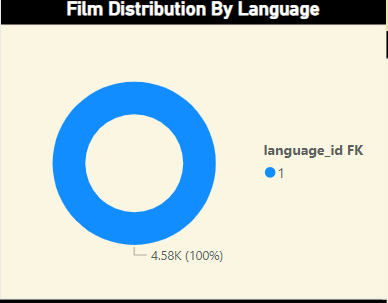 Film Distribution By Language
language_id FK
1
4.58K (100%)